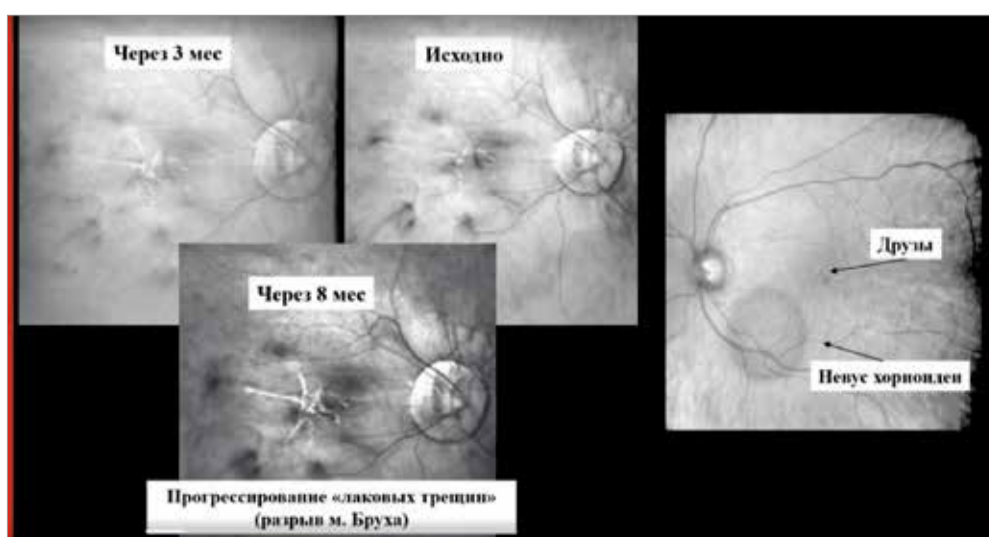 Через 3 мес
Исходно
Через 8 мес
Прогрессирование «лаковых трещин»
(разрыв м. Бруха)
Друзы
Невус хориоидеи